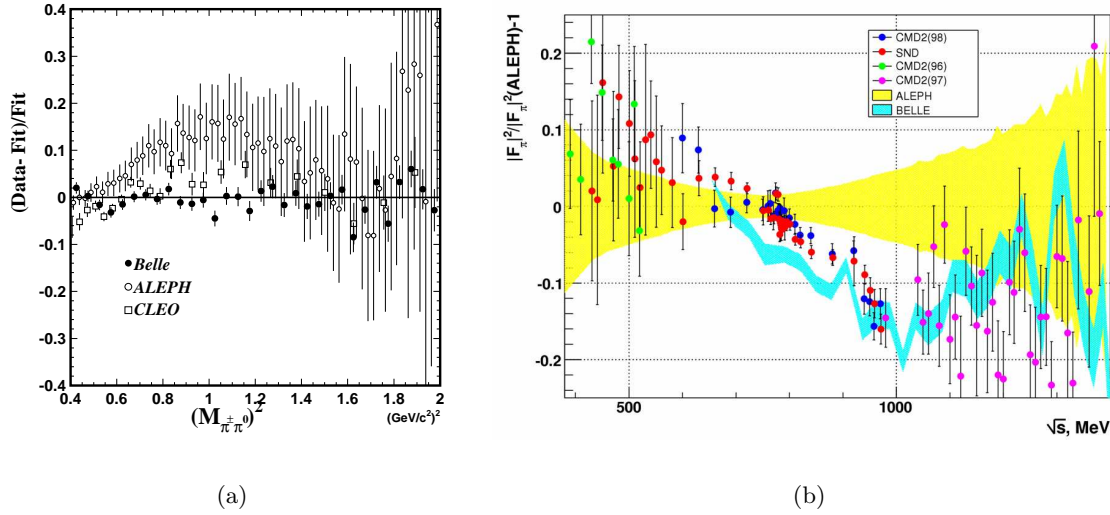 (Data- Fit)/Fit
0.4
0.3
0.2
0.1
0
-0.1
-0.2
-0.3
-0.4
Belle
ALEPH
CLEO
0.4 0.6 0.8 1 1.2 1.4 1.6 1.8 2
(M π±π0)²
(GeV/c²)²
(a)
|Fπ|²/|Fπ|²(ALEPH)-1
0.2
0.1
0
-0.1
-0.2
CMD2(98)
SND
CMD2(96)
CMD2(97)
ALEPH
BELLE
500 1000
√s, MeV
(b)